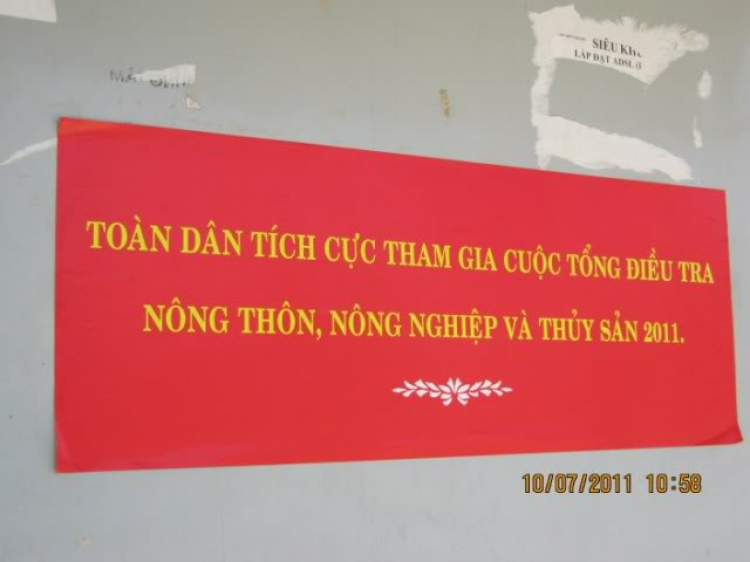 SIÊU
LẮP ĐẶT ADSL
TOÀN DÂN TÍCH CỰC THAM GIA CUỘC TỔNG ĐIỀU TRA
NÔNG THÔN, NÔNG NGHIỆP VÀ THỦY SẢN 2011.
10/07/2011 10:58